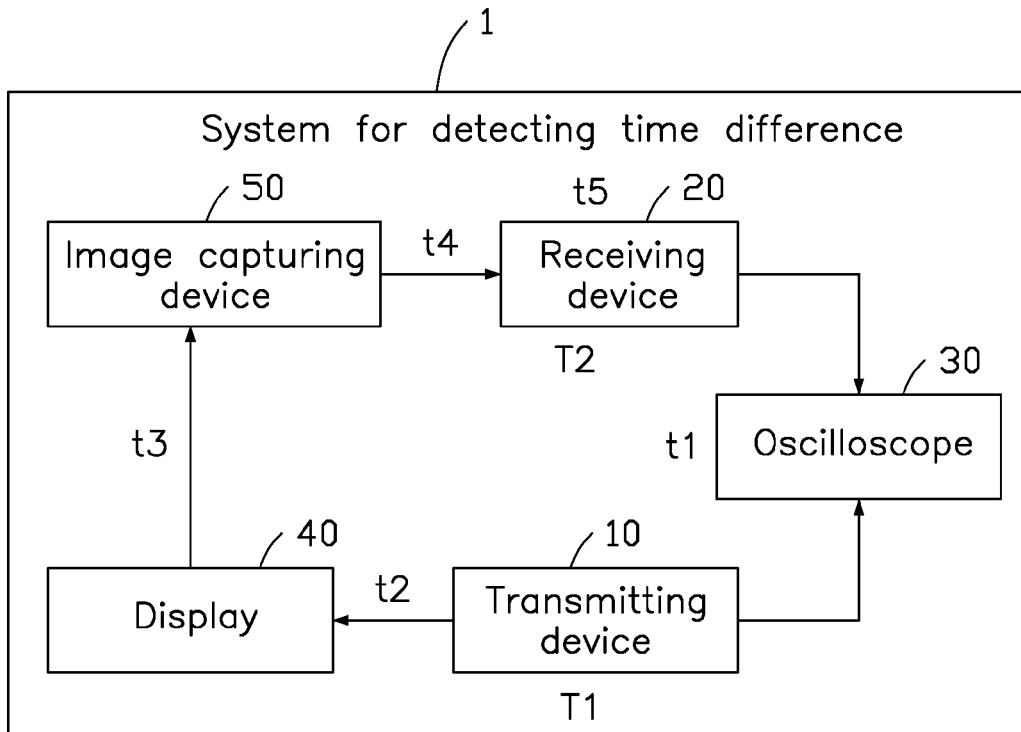 1
System for detecting time difference
50
t5
20
Image capturing
device
t4
Receiving
device
T2
30
t3
t1
Oscilloscope
40
10
Display
t2
Transmitting
device
T1